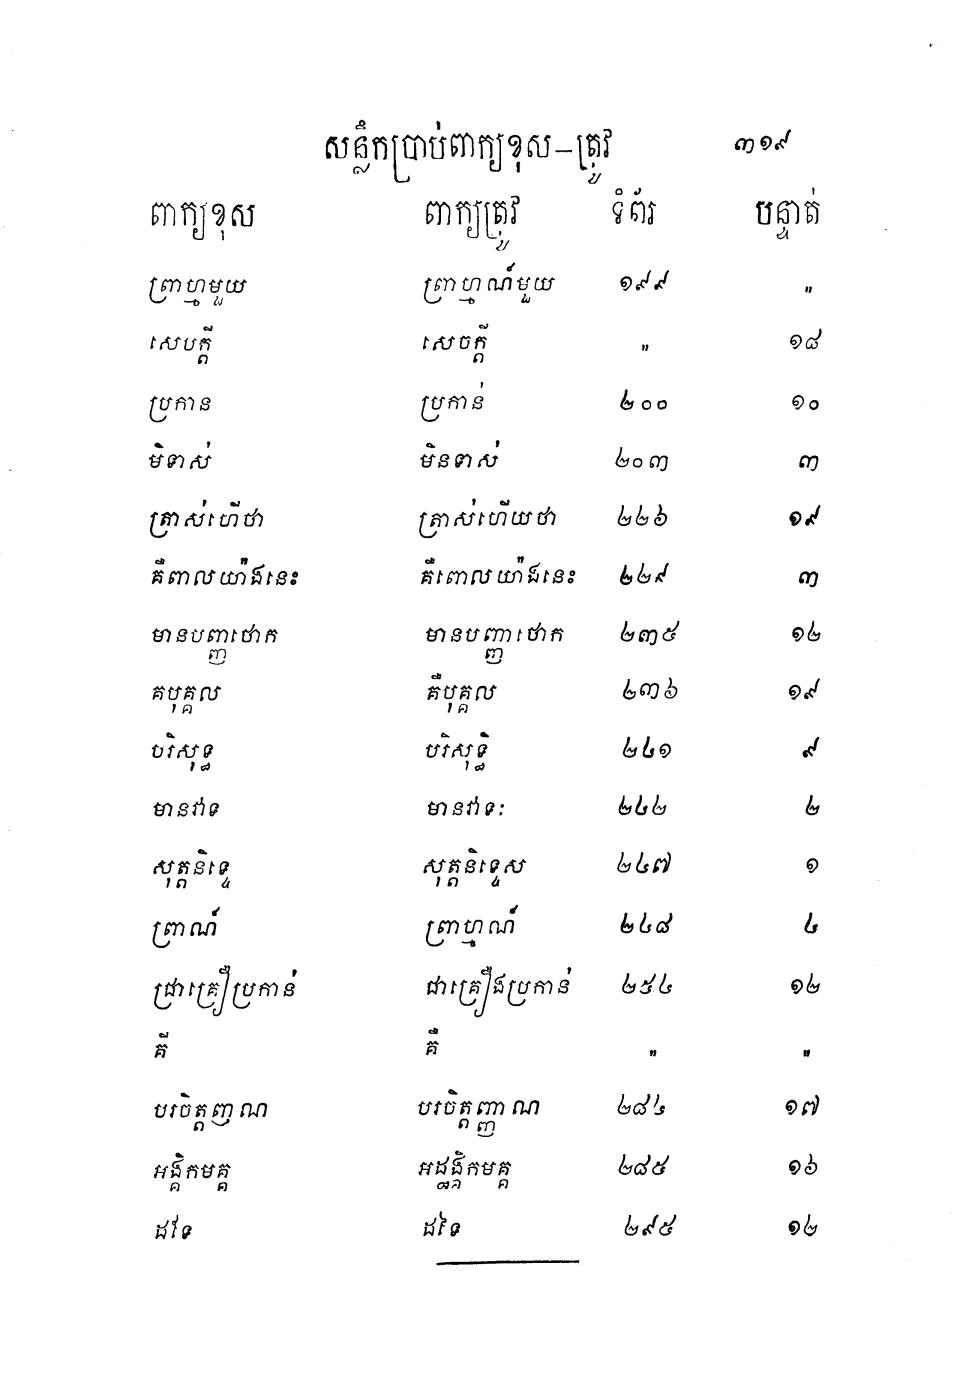 សន្លឹកប្រាប់ពាក្យខុស–ត្រូវ ៣១៩
ពាក្យខុស ពាក្យត្រូវ ទំព័រ បន្ទាត់
ព្រាហ្មមួយ ព្រាហ្មណ៍មួយ ១៩៩ "
សេបក្តី សេចក្តី " ១៨
ប្រកាន ប្រកាន់ ២០០ ១០
មិទាស់ មិនទាស់ ២០៣ ៣
ត្រាស់ហើថា ត្រាស់ហើយថា ២២៦ ១៩
គឺពាលយ៉ាងនេះ គឺពោលយ៉ាងនេះ ២២៩ ៣
មានបញ្ញថោក មានបញ្ញាថោក ២៣៥ ១២
គបុគ្គល គឺបុគ្គល ២៣៦ ១៩
បរិសុទ្ធ បរិសុទ្ធិ ២៤១ ៩
មានវាទ មានវាទៈ ២៤២ ២
សុត្តនិទ្ទេ សុត្តនិទ្ទេស ២៤៧ ១
ព្រាណ៍ ព្រាហ្មណ៍ ២៤៨ ៤
ជ្រាគ្រឿប្រកាន់ ជាគ្រឿងប្រកាន់ ២៥៤ ១២
គី គឺ " "
បរចិត្តញណ បរចិត្តញ្ញាណ ២៨៤ ១៧
អង្គិកមគ្គ អដ្ឋង្គិកមគ្គ ២៨៥ ១៦
ដទៃ ដទៃ ២៩៥ ១២